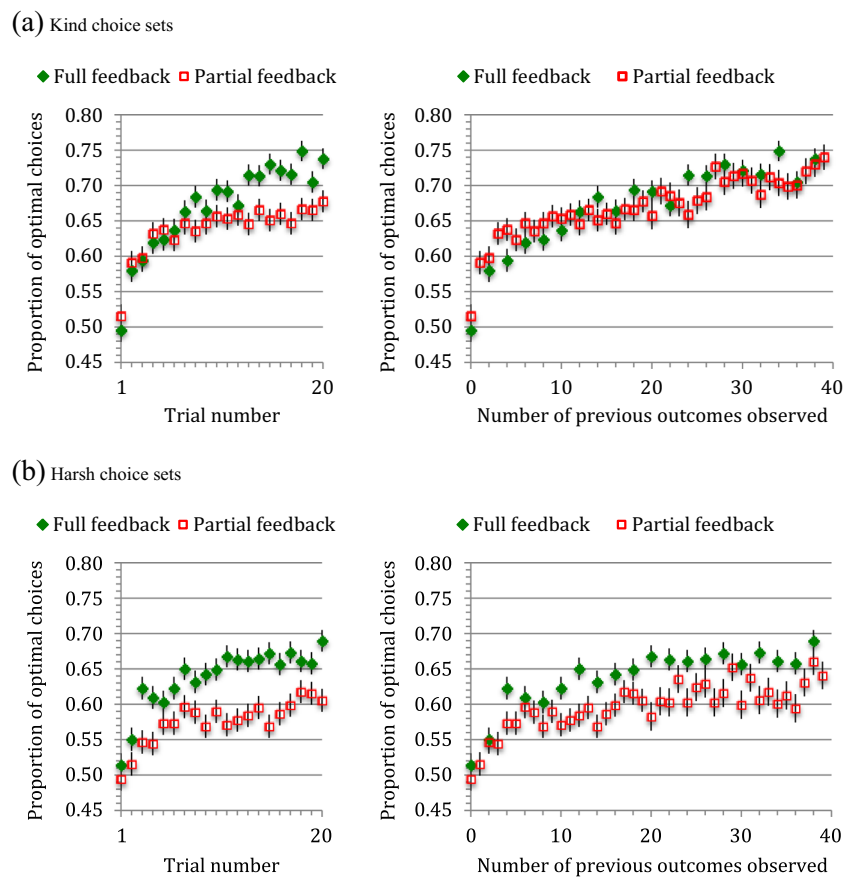 (a) Kind choice sets
Full feedback Partial feedback
Proportion of optimal choices
0.80
0.75
0.70
0.65
0.60
0.55
0.50
0.45
1 20
Trial number
Full feedback Partial feedback
Proportion of optimal choices
0.80
0.75
0.70
0.65
0.60
0.55
0.50
0.45
0 10 20 30 40
Number of previous outcomes observed
(b) Harsh choice sets
Full feedback Partial feedback
Proportion of optimal choices
0.80
0.75
0.70
0.65
0.60
0.55
0.50
0.45
1 20
Trial number
Full feedback Partial feedback
Proportion of optimal choices
0.80
0.75
0.70
0.65
0.60
0.55
0.50
0.45
0 10 20 30 40
Number of previous outcomes observed